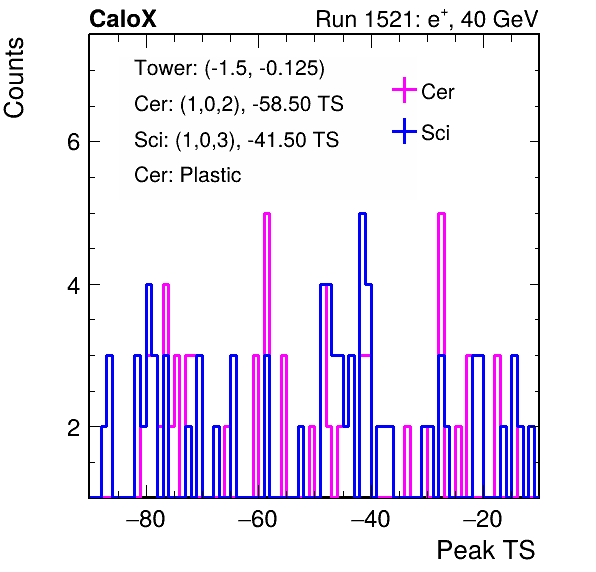 CaloX Run 1521: e⁺, 40 GeV
Counts
Tower: (-1.5, -0.125)
Cer: (1,0,2), -58.50 TS
Sci: (1,0,3), -41.50 TS
Cer: Plastic
Cer
Sci
6
4
2
−80 −60 −40 −20
Peak TS